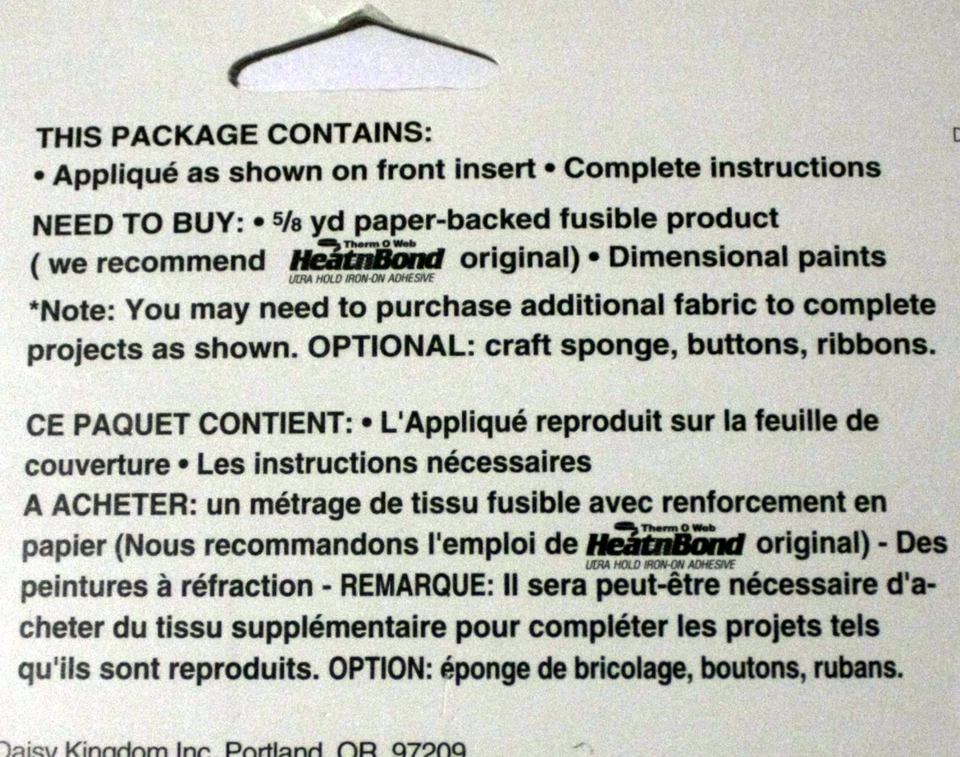 THIS PACKAGE CONTAINS:
• Appliqué as shown on front insert • Complete instructions
NEED TO BUY: • 5/8 yd paper-backed fusible product
( we recommend Therm O Web HeatnBond ULTRA HOLD IRON-ON ADHESIVE original) • Dimensional paints
*Note: You may need to purchase additional fabric to complete
projects as shown. OPTIONAL: craft sponge, buttons, ribbons.
CE PAQUET CONTIENT: • L'Appliqué reproduit sur la feuille de
couverture • Les instructions nécessaires
A ACHETER: un métrage de tissu fusible avec renforcement en
papier (Nous recommandons l'emploi de Therm O Web HeatnBond ULTRA HOLD IRON-ON ADHESIVE original) - Des
peintures à réfraction - REMARQUE: Il sera peut-être nécessaire d'a-
cheter du tissu supplémentaire pour compléter les projets tels
qu'ils sont reproduits. OPTION: éponge de bricolage, boutons, rubans.
Daisy Kingdom Inc. Portland, OR 97209